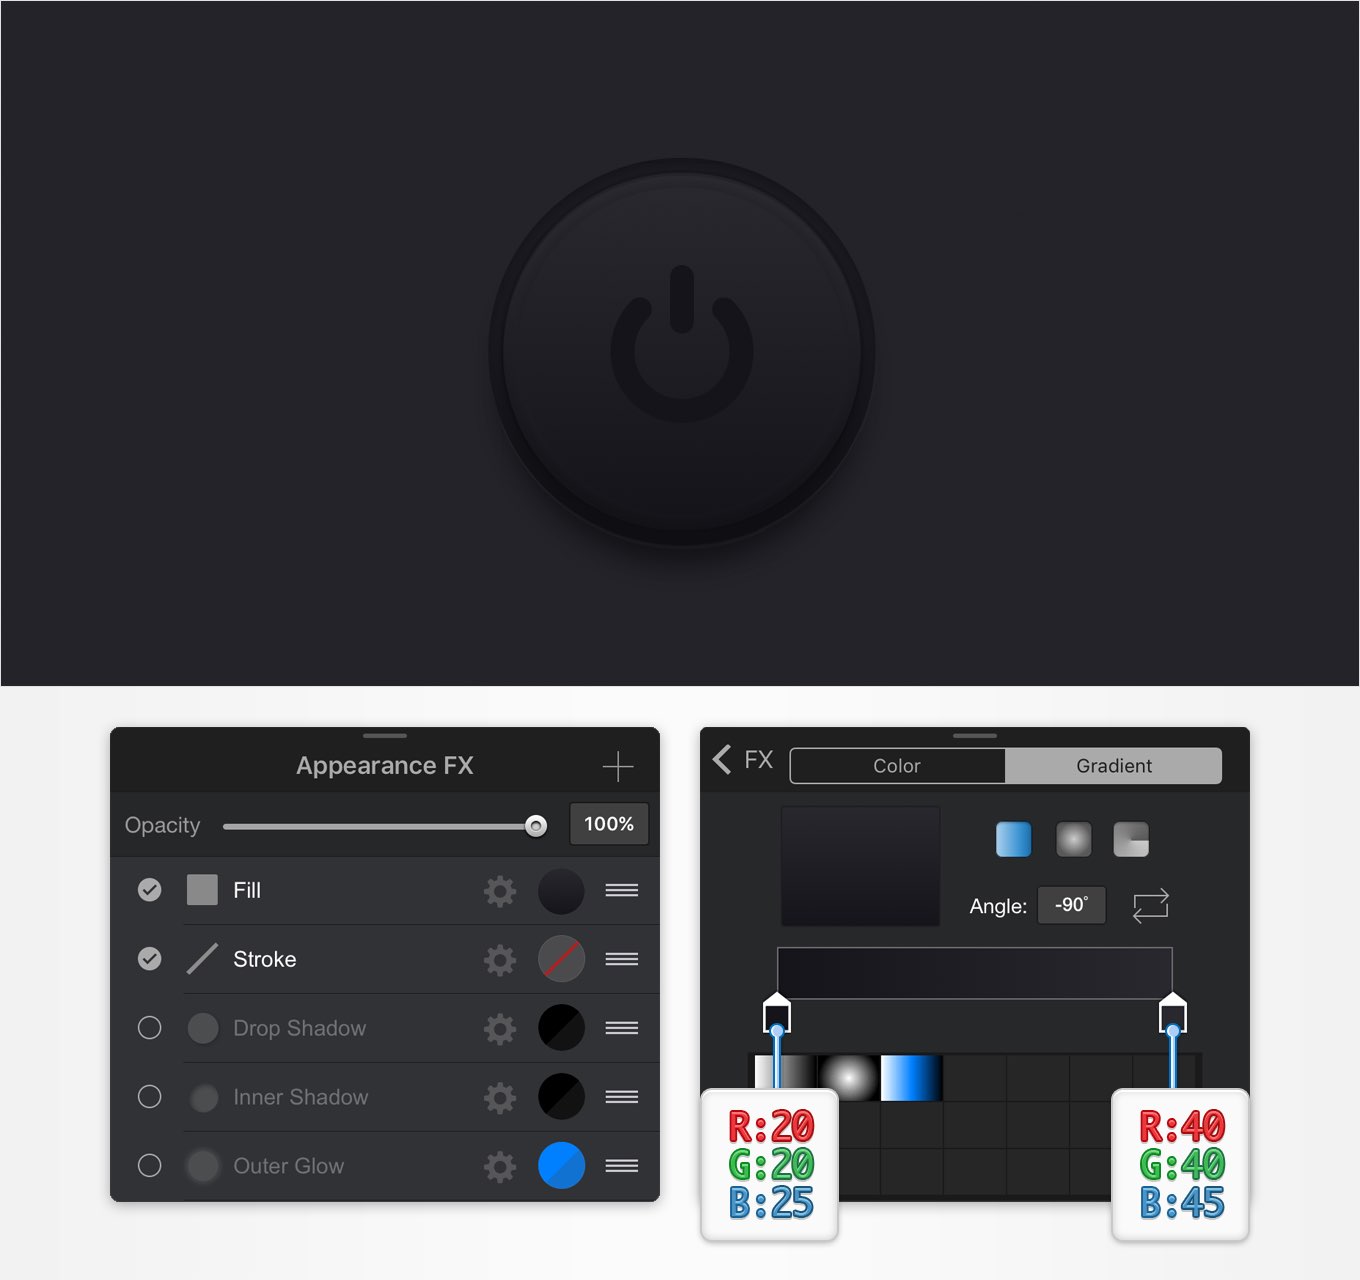 Appearance FX
Opacity
100%
Fill
Stroke
Drop Shadow
Inner Shadow
Outer Glow
FX
Color
Gradient
Angle:
-90°
R:20
G:20
B:25
R:40
G:40
B:45